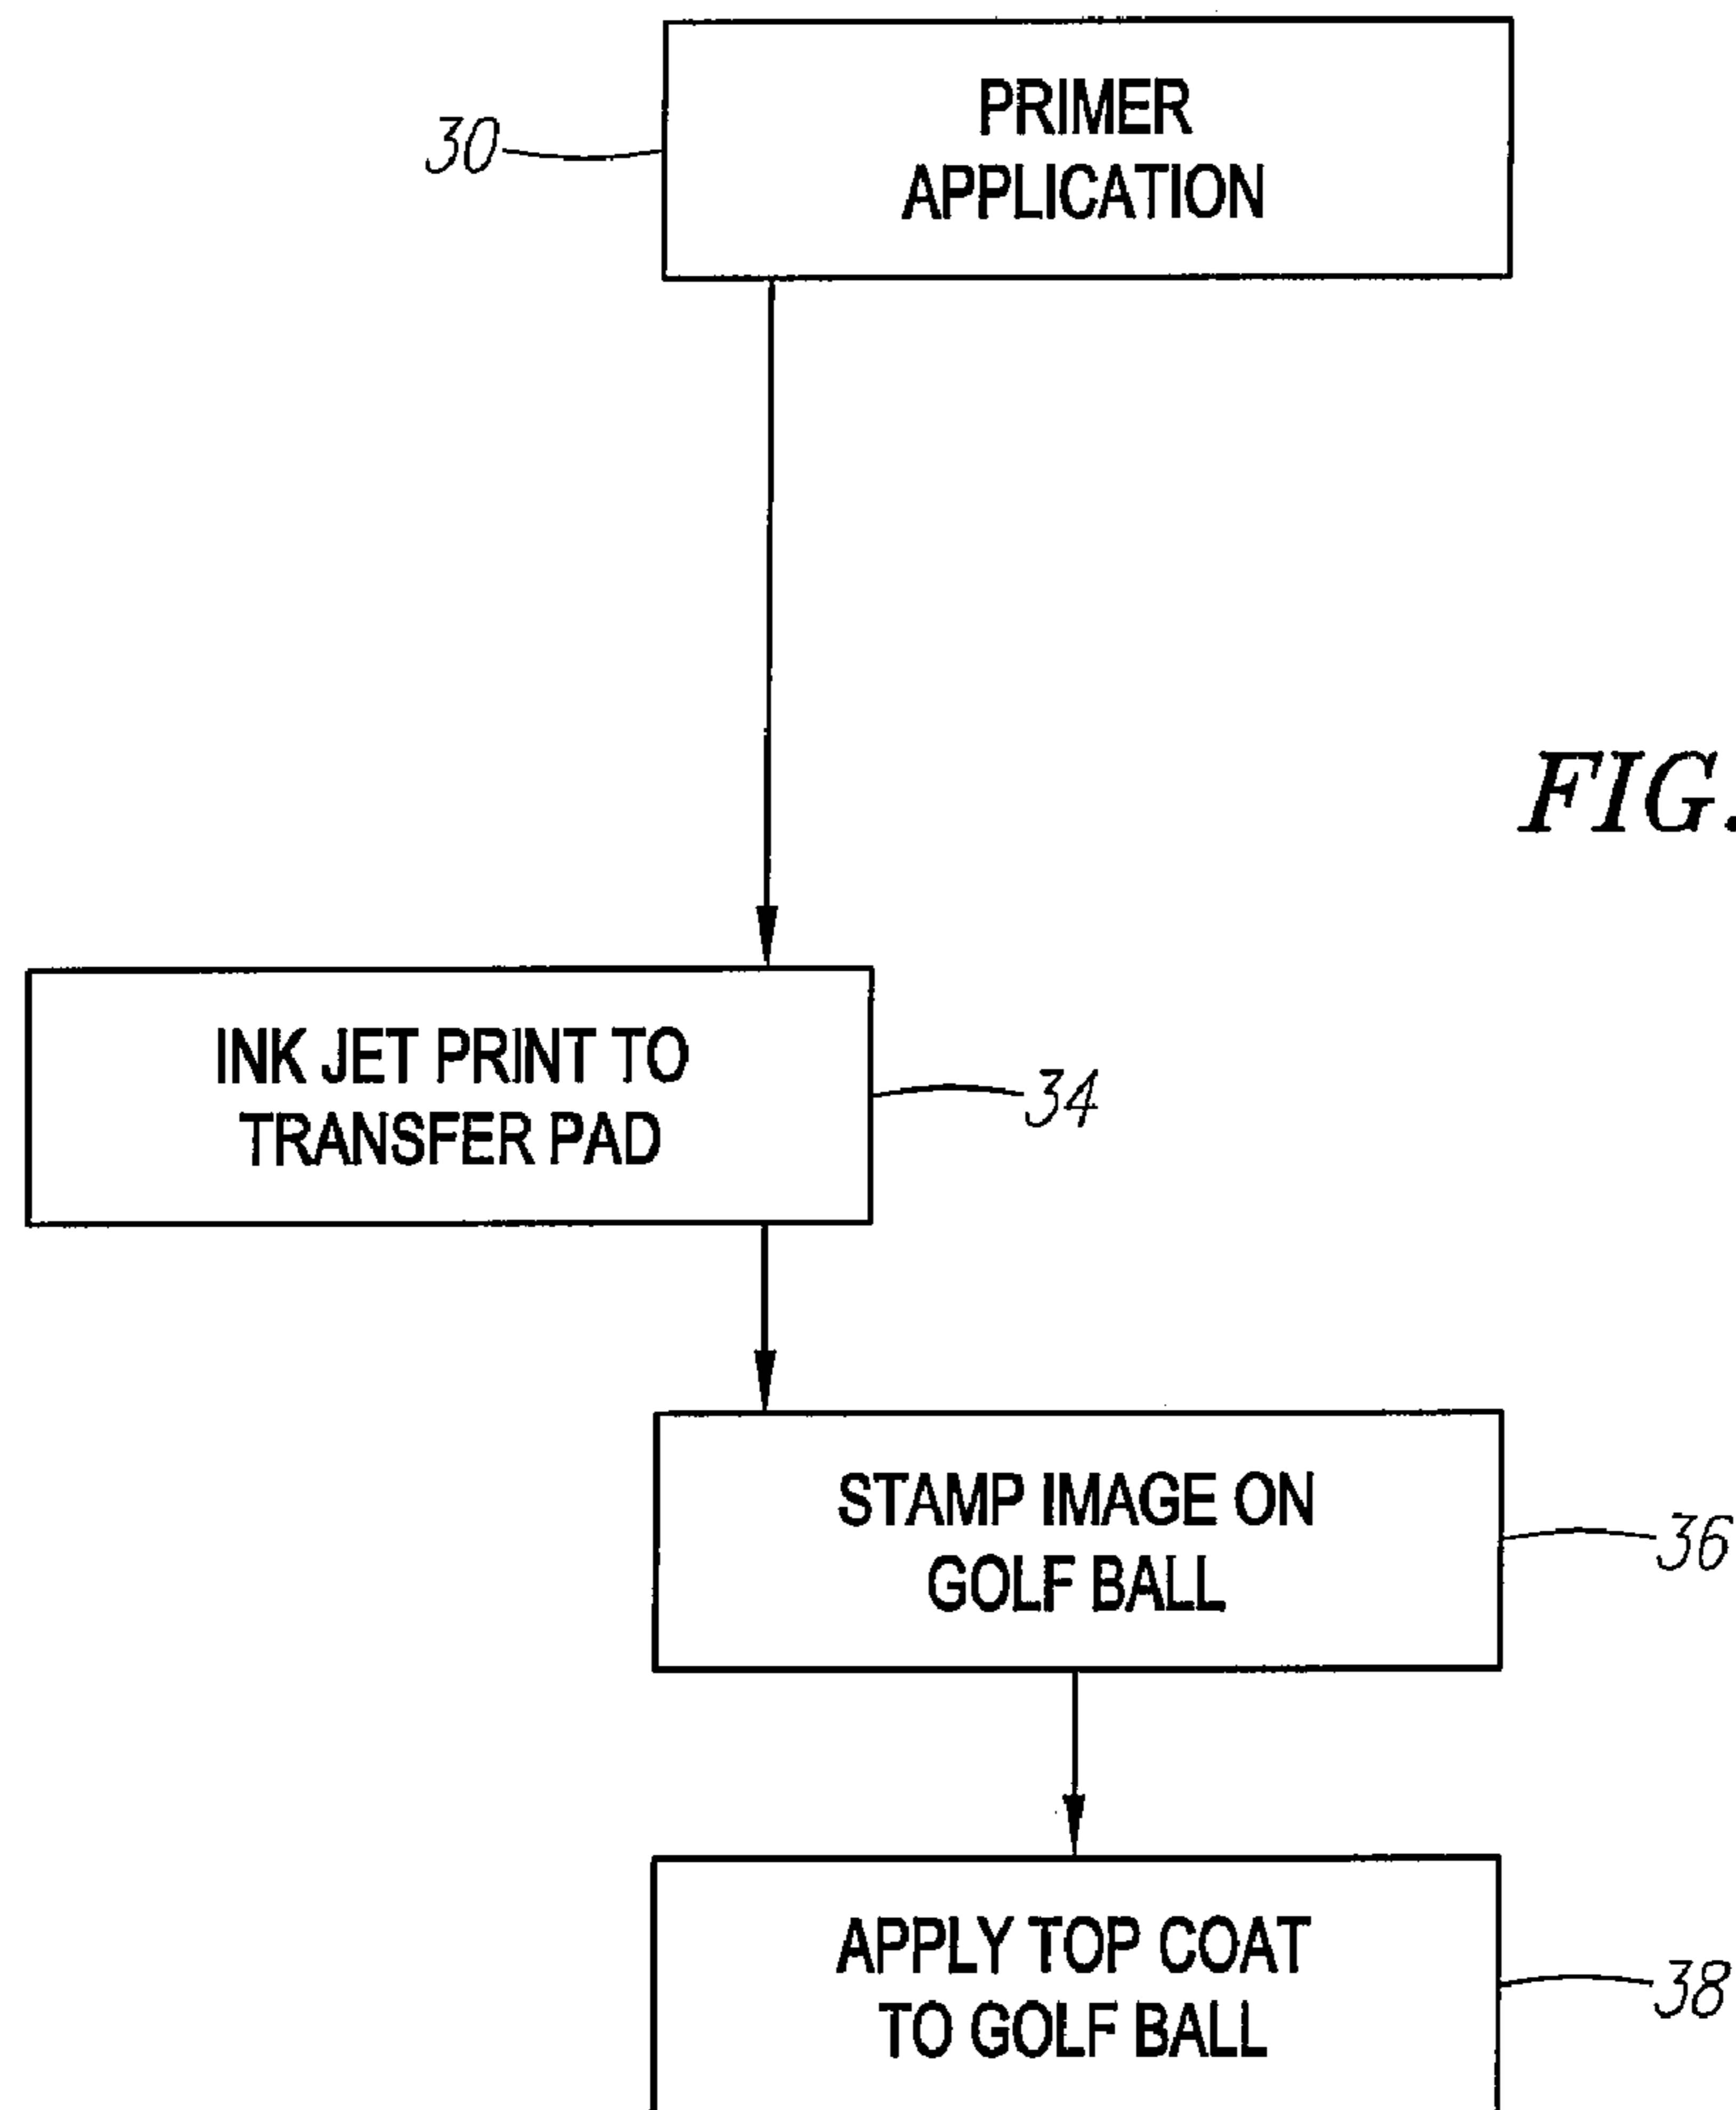 PRIMER
APPLICATION
30
FIG.
INK JET PRINT TO
TRANSFER PAD
34
STAMP IMAGE ON
GOLF BALL
36
APPLY TOP COAT
TO GOLF BALL
38